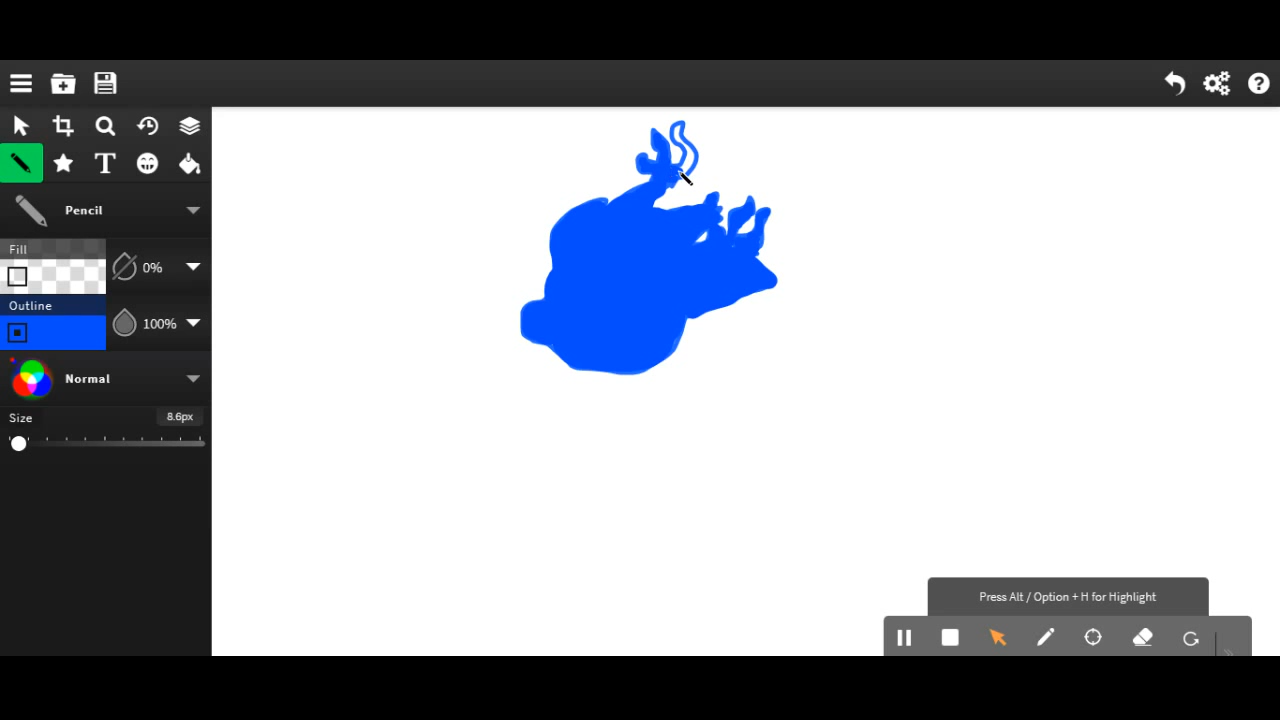 T
Pencil
Fill
0%
Outline
100%
Normal
Size
8.6px
Press Alt / Option + H for Highlight